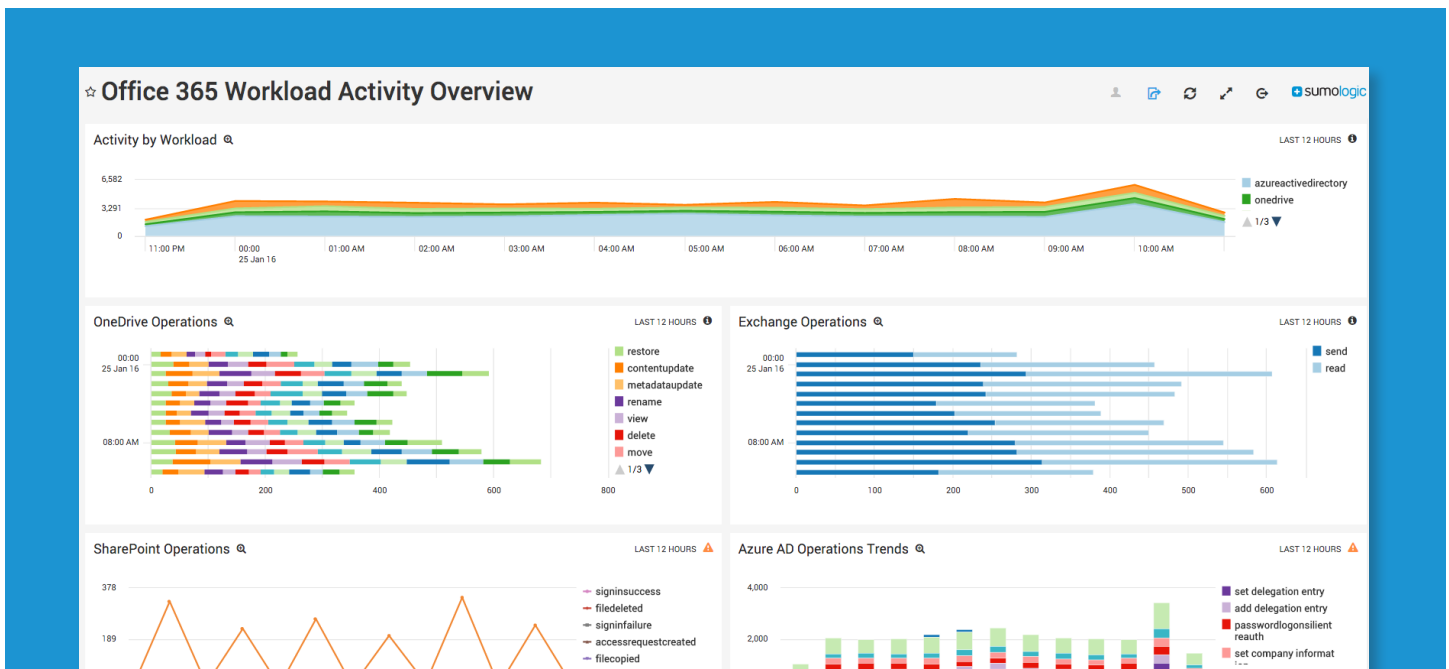 Office 365 Workload Activity Overview
sumologic
Activity by Workload
LAST 12 HOURS
6,582
3,291
0
11:00 PM
00:00
25 Jan 16
01:00 AM
02:00 AM
03:00 AM
04:00 AM
05:00 AM
06:00 AM
07:00 AM
08:00 AM
09:00 AM
10:00 AM
azureactivedirectory
onedrive
1/3
OneDrive Operations
LAST 12 HOURS
00:00
25 Jan 16
08:00 AM
0
200
400
600
800
restore
contentupdate
metadataupdate
rename
view
delete
move
1/3
Exchange Operations
LAST 12 HOURS
00:00
25 Jan 16
08:00 AM
0
100
200
300
400
500
600
send
read
SharePoint Operations
LAST 12 HOURS
378
189
signinsuccess
filedeleted
signinfailure
accessrequestcreated
filecopied
Azure AD Operations Trends
LAST 12 HOURS
4,000
2,000
set delegation entry
add delegation entry
passwordlogonsilient
reauth
set company informat